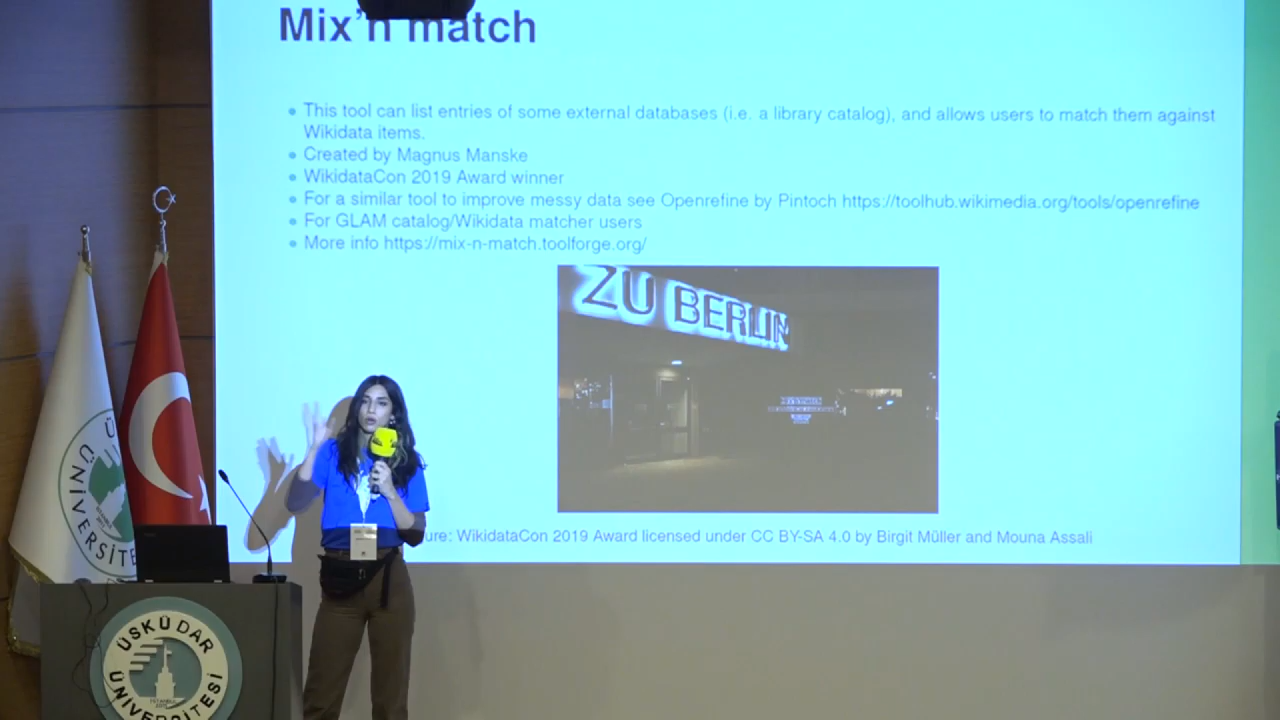 Mix'n match
• This tool can list entries of some external databases (i.e. a library catalog), and allows users to match them against
Wikidata items.
• Created by Magnus Manske
• WikidataCon 2019 Award winner
• For a similar tool to improve messy data see Openrefine by Pintoch https://toolhub.wikimedia.org/tools/openrefine
• For GLAM catalog/Wikidata matcher users
• More info https://mix-n-match.toolforge.org/
ZU BERLIN
ure: WikidataCon 2019 Award licensed under CC BY-SA 4.0 by Birgit Müller and Mouna Assali
Ü
ÜNİVERSİTE
ÜSKÜDAR
ÜNİVERSİTESİ
İSTANBUL